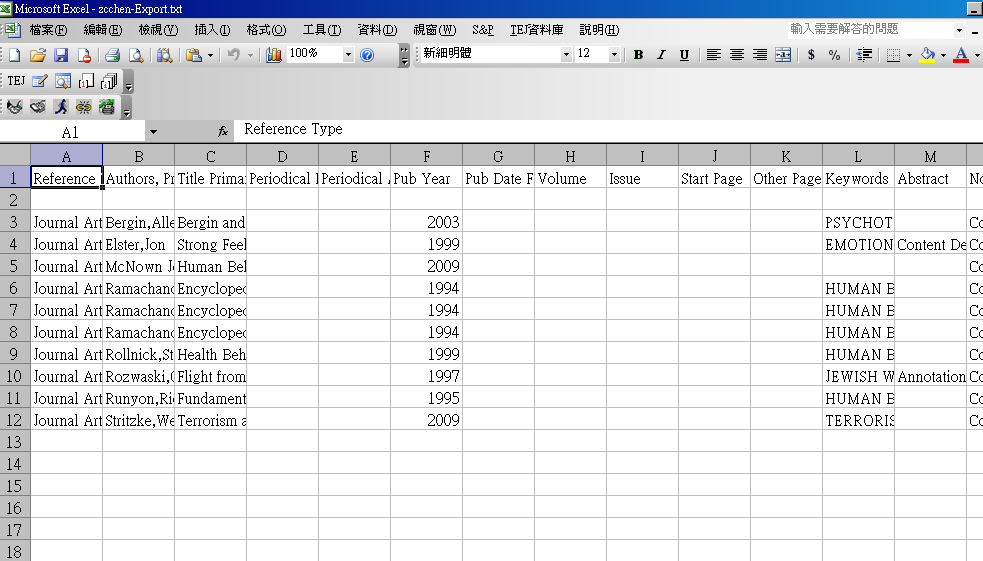 Microsoft Excel - zcchen-Export.txt
檔案(F) 編輯(E) 檢視(V) 插入(I) 格式(O) 工具(T) 資料(D) 視窗(W) S&P TEJ資料庫 說明(H) 輸入需要解答的問題
100% 新細明體 12 B I U $ %
TEJ
A1 fx Reference Type
A B C D E F G H I J K L M
1 Reference Authors, Pr Title Prima Periodical Periodical Pub Year Pub Date F Volume Issue Start Page Other Page Keywords Abstract No
2
3 Journal Art Bergin,Alle Bergin and 2003 PSYCHOT Co
4 Journal Art Elster,Jon Strong Feel 1999 EMOTION Content De Co
5 Journal Art McNown J Human Bel 2009 Co
6 Journal Art Ramachand Encycloped 1994 HUMAN B Co
7 Journal Art Ramachand Encycloped 1994 HUMAN B Co
8 Journal Art Ramachand Encycloped 1994 HUMAN B Co
9 Journal Art Rollnick,St Health Beh 1999 HUMAN B Co
10 Journal Art Rozwaski, Flight from 1997 JEWISH W Annotation Co
11 Journal Art Runyon,Ri Fundament 1995 HUMAN B Co
12 Journal Art Stritzke,We Terrorism a 2009 TERRORIS Co
13
14
15
16
17
18